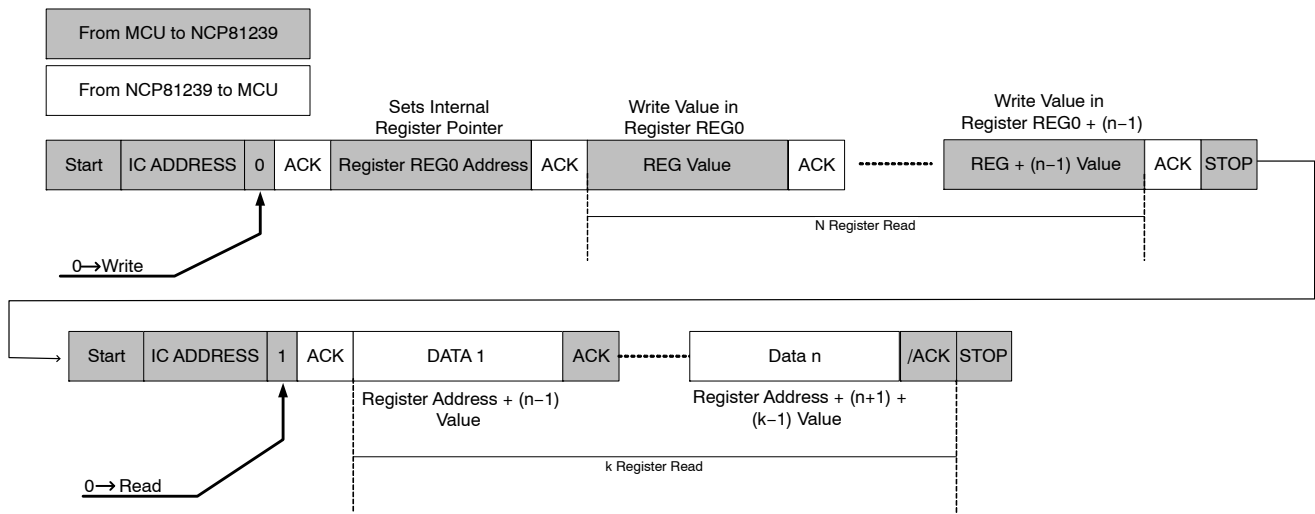 From MCU to NCP81239
From NCP81239 to MCU
Sets Internal
Register Pointer
Write Value in
Register REG0
Write Value in
Register REG0 + (n−1)
Start IC ADDRESS 0 ACK Register REG0 Address ACK REG Value ACK REG + (n−1) Value ACK STOP
N Register Read
0→Write
Start IC ADDRESS 1 ACK DATA 1 ACK Data n /ACK STOP
Register Address + (n−1)
Value
Register Address + (n+1) +
(k−1) Value
k Register Read
0→Read